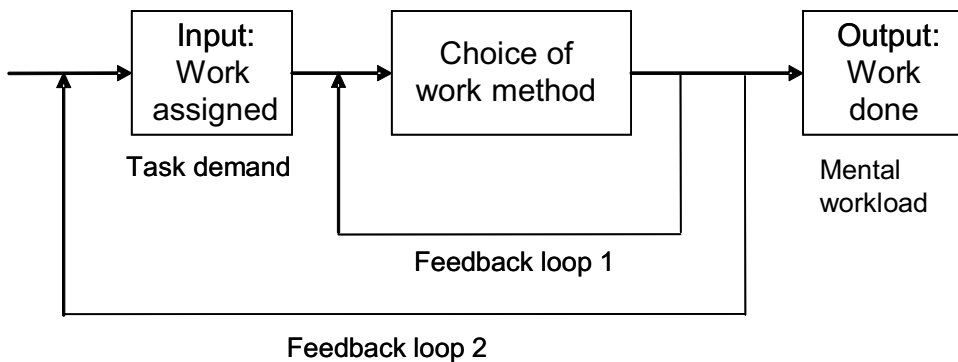 Input:
Work
assigned
Choice of
work method
Output:
Work
done
Task demand
Mental
workload
Feedback loop 1
Feedback loop 2